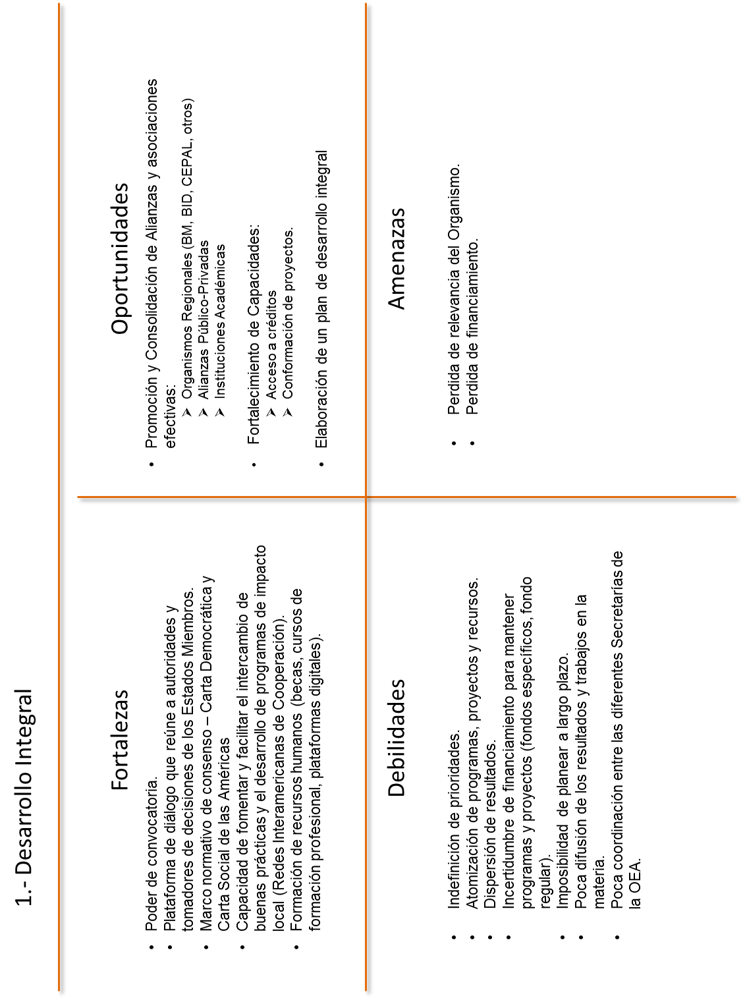 1.- Desarrollo Integral
Fortalezas
• Poder de convocatoria.
• Plataforma de diálogo que reúne a autoridades y
tomadores de decisiones de los Estados Miembros.
• Marco normativo de consenso – Carta Democrática y
Carta Social de las Américas
• Capacidad de fomentar y facilitar el intercambio de
buenas prácticas y el desarrollo de programas de impacto
local (Redes Interamericanas de Cooperación).
• Formación de recursos humanos (becas, cursos de
formación profesional, plataformas digitales).
Oportunidades
• Promoción y Consolidación de Alianzas y asociaciones
efectivas:
➢ Organismos Regionales (BM, BID, CEPAL, otros)
➢ Alianzas Público-Privadas
➢ Instituciones Académicas
• Fortalecimiento de Capacidades:
➢ Acceso a créditos
➢ Conformación de proyectos.
• Elaboración de un plan de desarrollo integral
Debilidades
• Indefinición de prioridades.
• Atomización de programas, proyectos y recursos.
• Dispersión de resultados.
• Incertidumbre de financiamiento para mantener
programas y proyectos (fondos específicos, fondo
regular).
• Imposibilidad de planear a largo plazo.
• Poca difusión de los resultados y trabajos en la
materia.
• Poca coordinación entre las diferentes Secretarías de
la OEA.
Amenazas
• Perdida de relevancia del Organismo.
• Perdida de financiamiento.